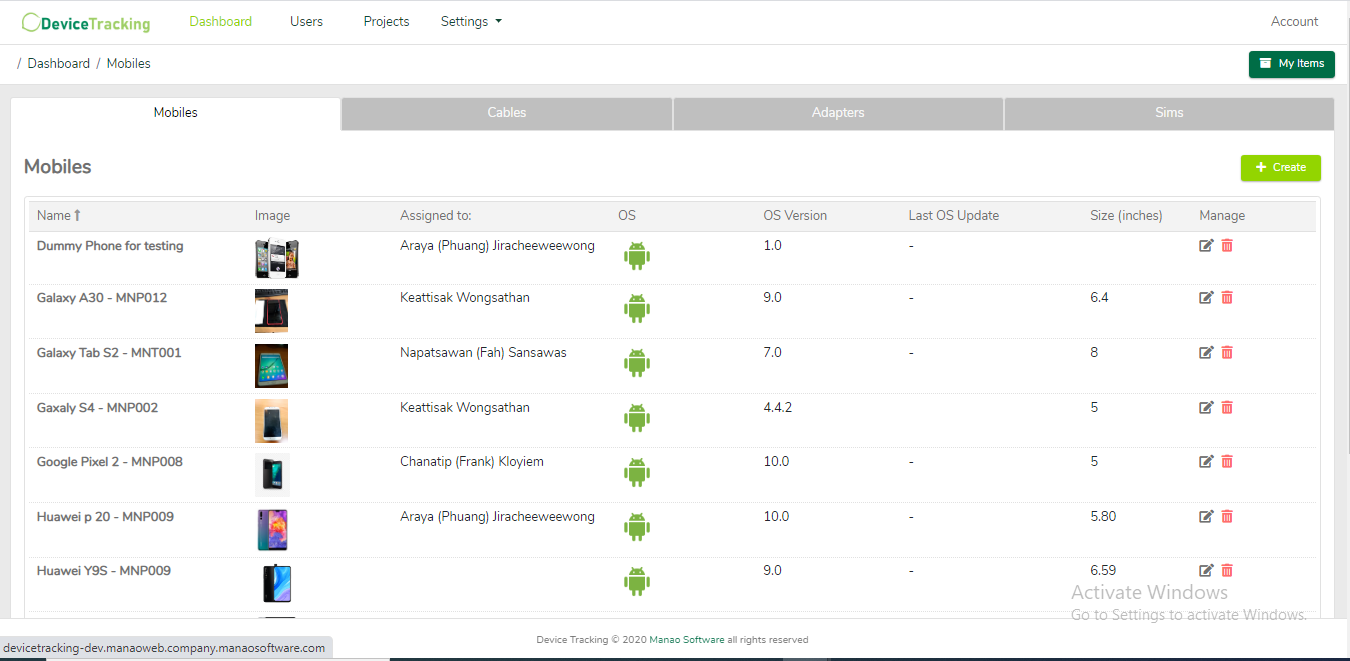 DeviceTracking Dashboard Users Projects Settings Account
/ Dashboard / Mobiles My Items
Mobiles Cables Adapters Sims
Mobiles Create
Name Image Assigned to: OS OS Version Last OS Update Size (inches) Manage
Dummy Phone for testing Araya (Phuang) Jiracheeweewong 1.0 -
Galaxy A30 - MNP012 Keattisak Wongsathan 9.0 - 6.4
Galaxy Tab S2 - MNT001 Napatsawan (Fah) Sansawas 7.0 - 8
Gaxaly S4 - MNP002 Keattisak Wongsathan 4.4.2 5
Google Pixel 2 - MNP008 Chanatip (Frank) Kloyiem 10.0 - 5
Huawei p 20 - MNP009 Araya (Phuang) Jiracheeweewong 10.0 - 5.80
Huawei Y9S - MNP009 9.0 - 6.59
Activate Windows
Go to Settings to activate Windows.
Device Tracking © 2020 Manao Software all rights reserved
devicetracking-dev.manaoweb.company.manaosoftware.com